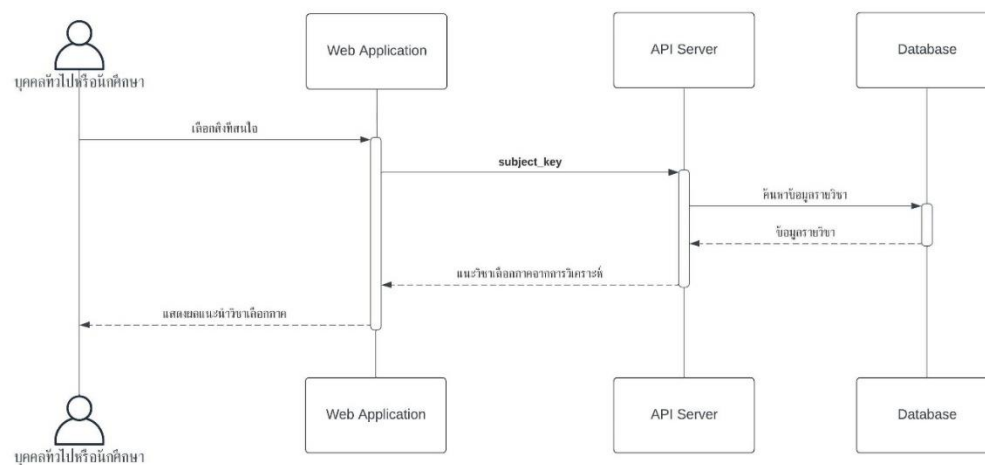 Web Application
API Server
Database
บุคคลทั่วไปหรือนักศึกษา
เลือกสิ่งที่สนใจ
subject_key
ค้นหาข้อมูลรายวิชา
ข้อมูลรายวิชา
แนะวิชาเลือกภาคจากการวิเคราะห์
แสดงผลแนะนำวิชาเลือกภาค
Web Application
API Server
Database
บุคคลทั่วไปหรือนักศึกษา